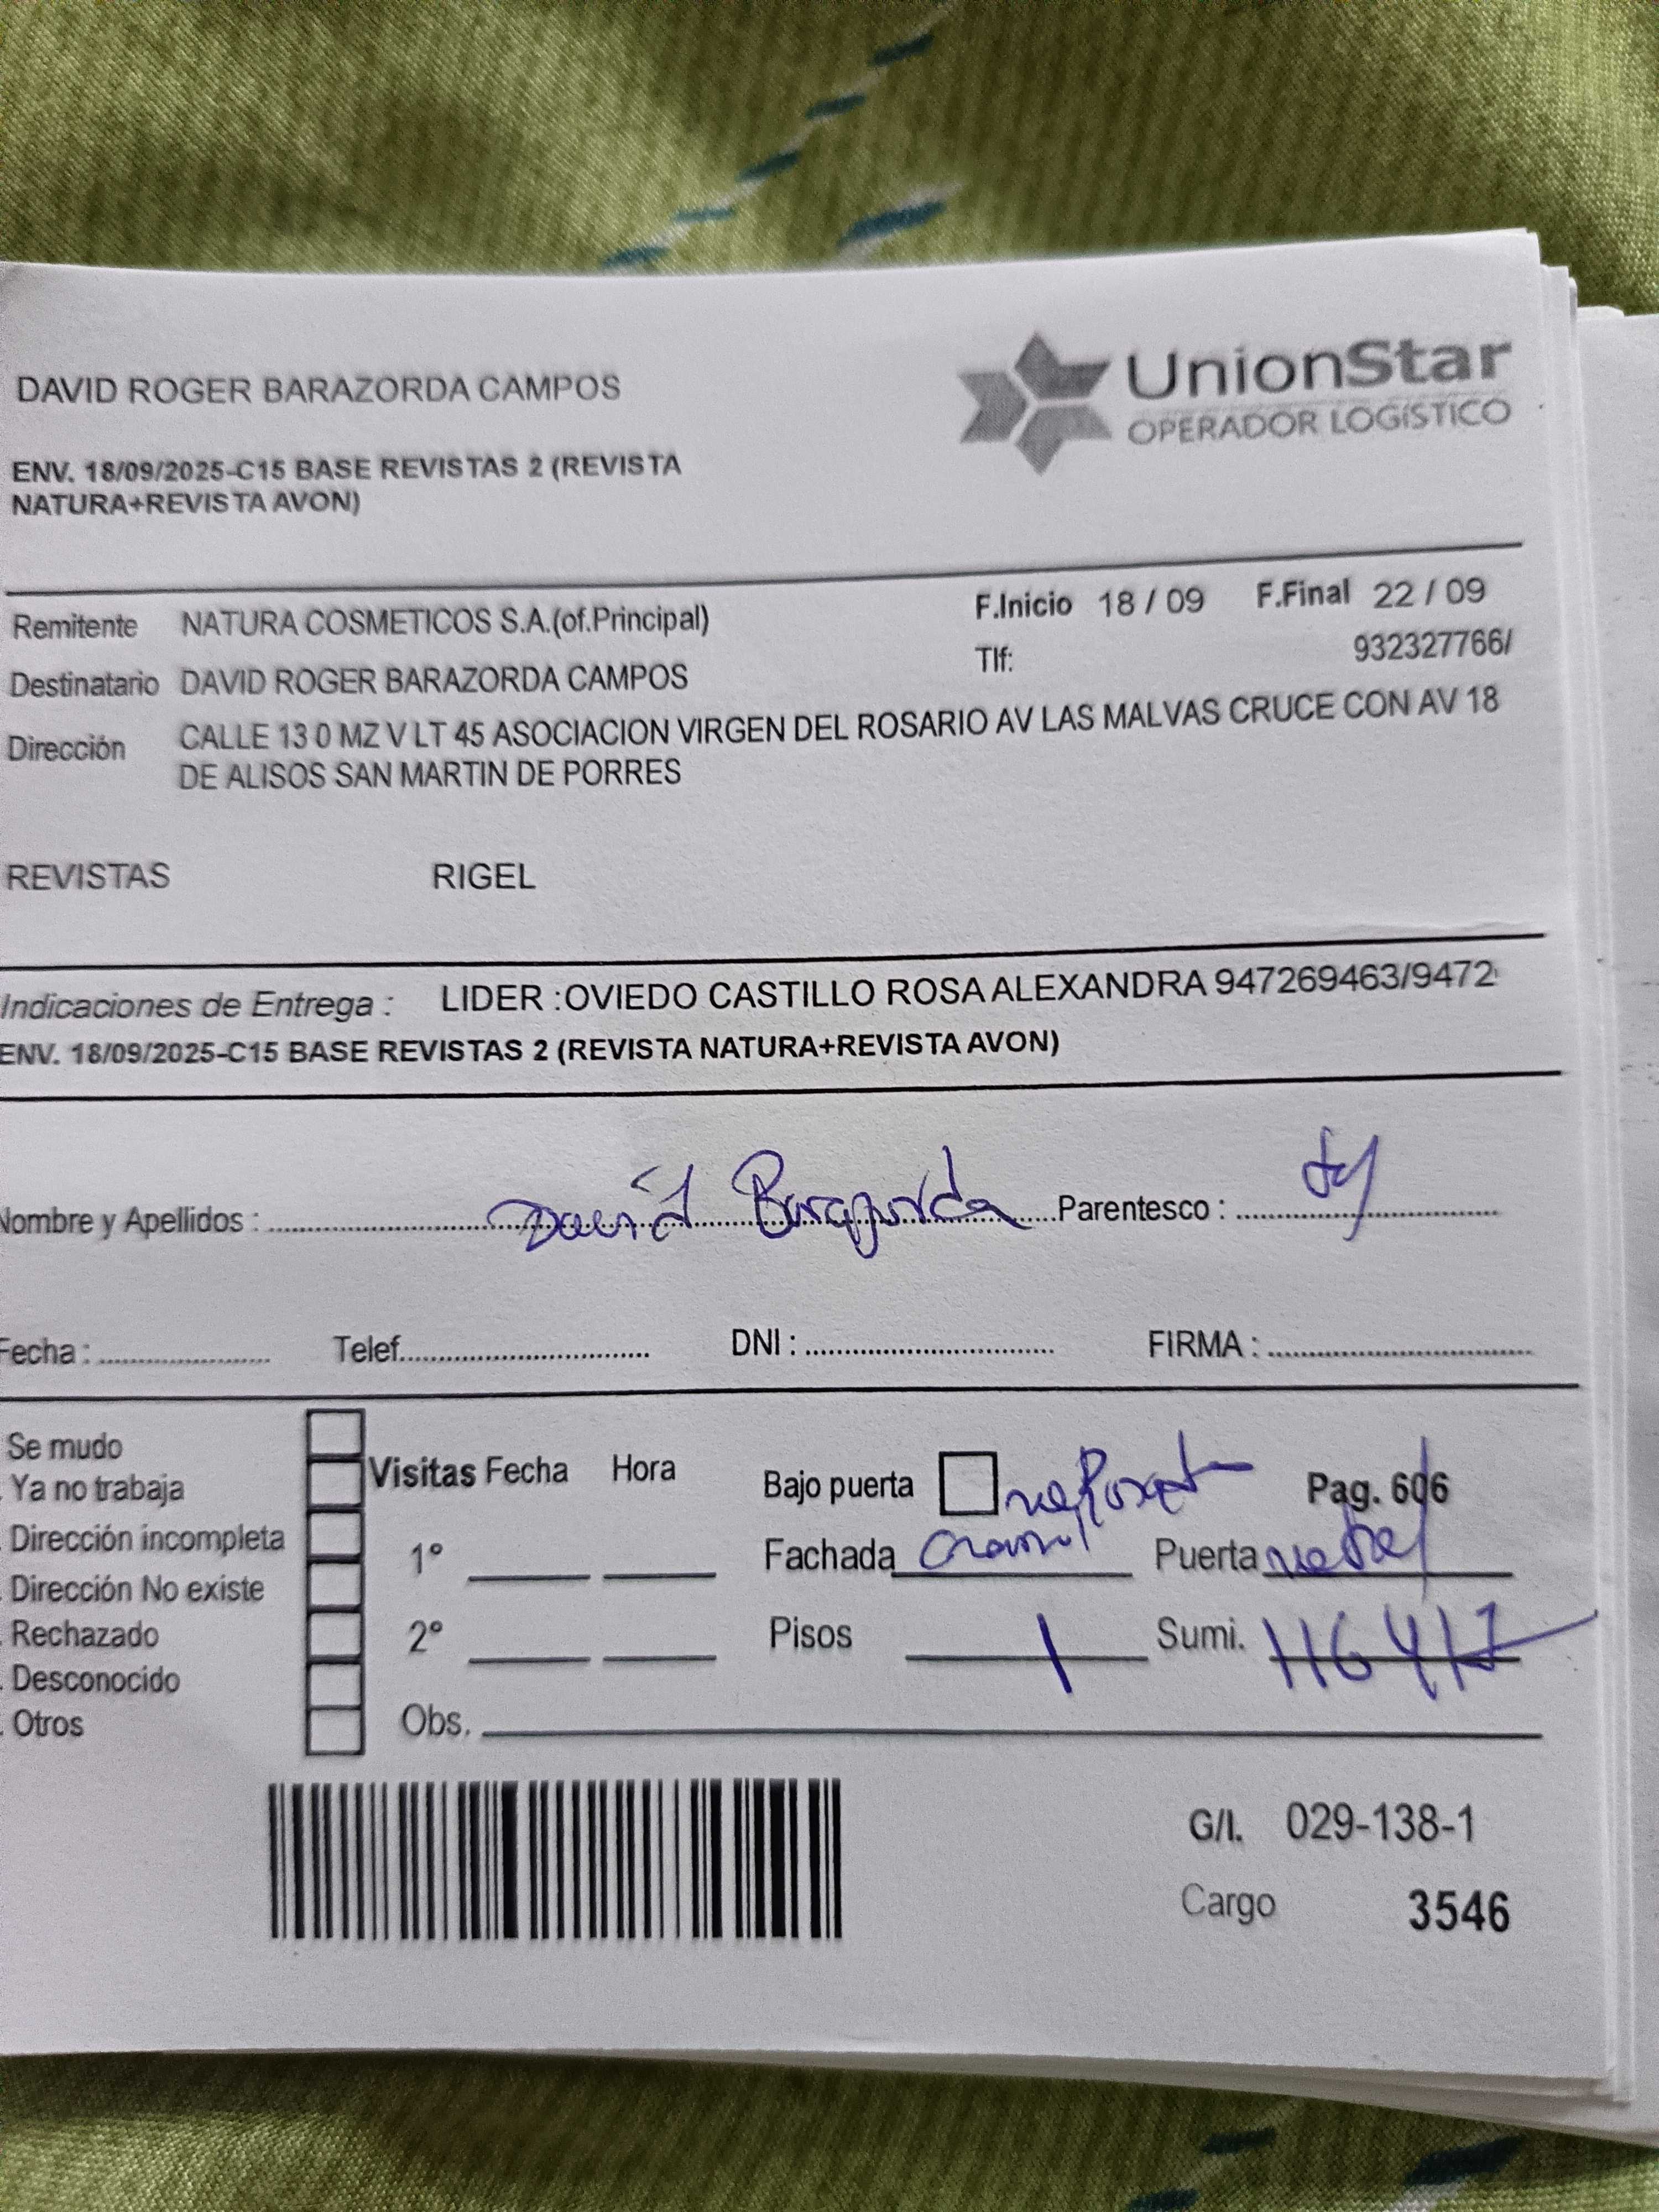 DAVID ROGER BARAZORDA CAMPOS
UnionStar
OPERADOR LOGÍSTICO
ENV. 18/09/2025-C15 BASE REVISTAS 2 (REVISTA
NATURA+REVISTA AVON)
Remitente NATURA COSMETICOS S.A.(of.Principal) F.Inicio 18 / 09 F.Final 22 / 09
Tlf: 932327766/
Destinatario DAVID ROGER BARAZORDA CAMPOS
Dirección CALLE 13 0 MZ V LT 45 ASOCIACION VIRGEN DEL ROSARIO AV LAS MALVAS CRUCE CON AV 18
DE ALISOS SAN MARTIN DE PORRES
REVISTAS RIGEL
Indicaciones de Entrega : LIDER :OVIEDO CASTILLO ROSA ALEXANDRA 947269463/9472
ENV. 18/09/2025-C15 BASE REVISTAS 2 (REVISTA NATURA+REVISTA AVON)
Nombre y Apellidos : David Barazorda Parentesco :
Fecha : Telef. DNI : FIRMA :
Se mudo
Ya no trabaja
Dirección incompleta
Dirección No existe
Rechazado
Desconocido
Otros
Visitas Fecha Hora
1°
2°
Obs.
Bajo puerta Pag. 606
Fachada Puerta
Pisos 1 Sumi. 116417
G/I. 029-138-1
Cargo 3546